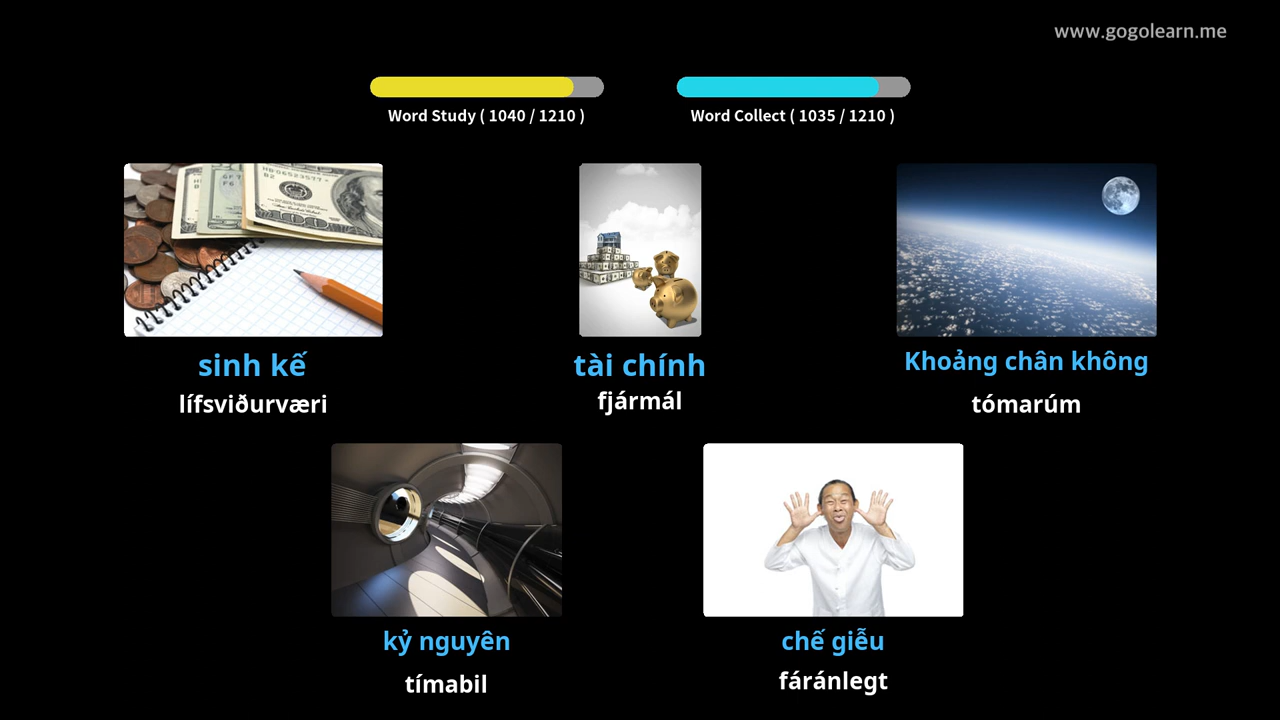 www.gogolearn.me
Word Study ( 1040 / 1210 )
Word Collect ( 1035 / 1210 )
sinh kế
lífsviðurværi
tài chính
fjármál
Khoảng chân không
tómarúm
kỷ nguyên
tímabil
chế giễu
fáránlegt